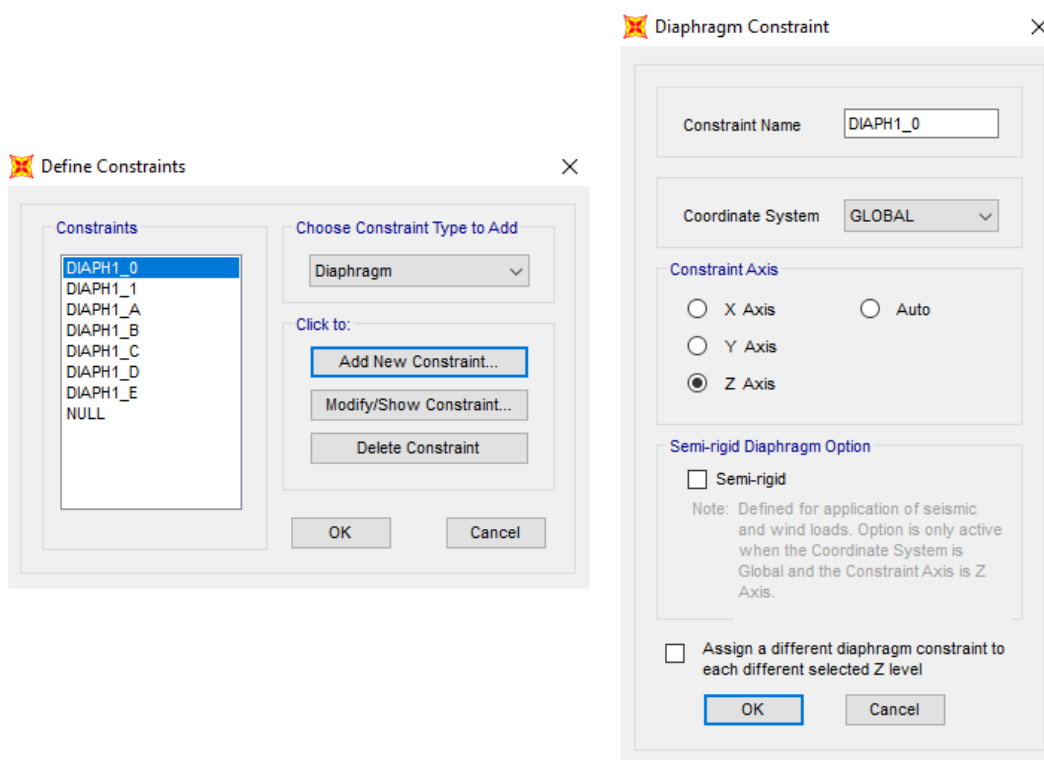 Define Constraints
Constraints
DIAPH1_0
DIAPH1_1
DIAPH1_A
DIAPH1_B
DIAPH1_C
DIAPH1_D
DIAPH1_E
NULL
Choose Constraint Type to Add
Diaphragm
Click to:
Add New Constraint...
Modify/Show Constraint...
Delete Constraint
OK
Cancel
Diaphragm Constraint
Constraint Name
DIAPH1_0
Coordinate System
GLOBAL
Constraint Axis
X Axis
Auto
Y Axis
Z Axis
Semi-rigid Diaphragm Option
Semi-rigid
Note: Defined for application of seismic
and wind loads. Option is only active
when the Coordinate System is
Global and the Constraint Axis is Z
Axis.
Assign a different diaphragm constraint to
each different selected Z level
OK
Cancel